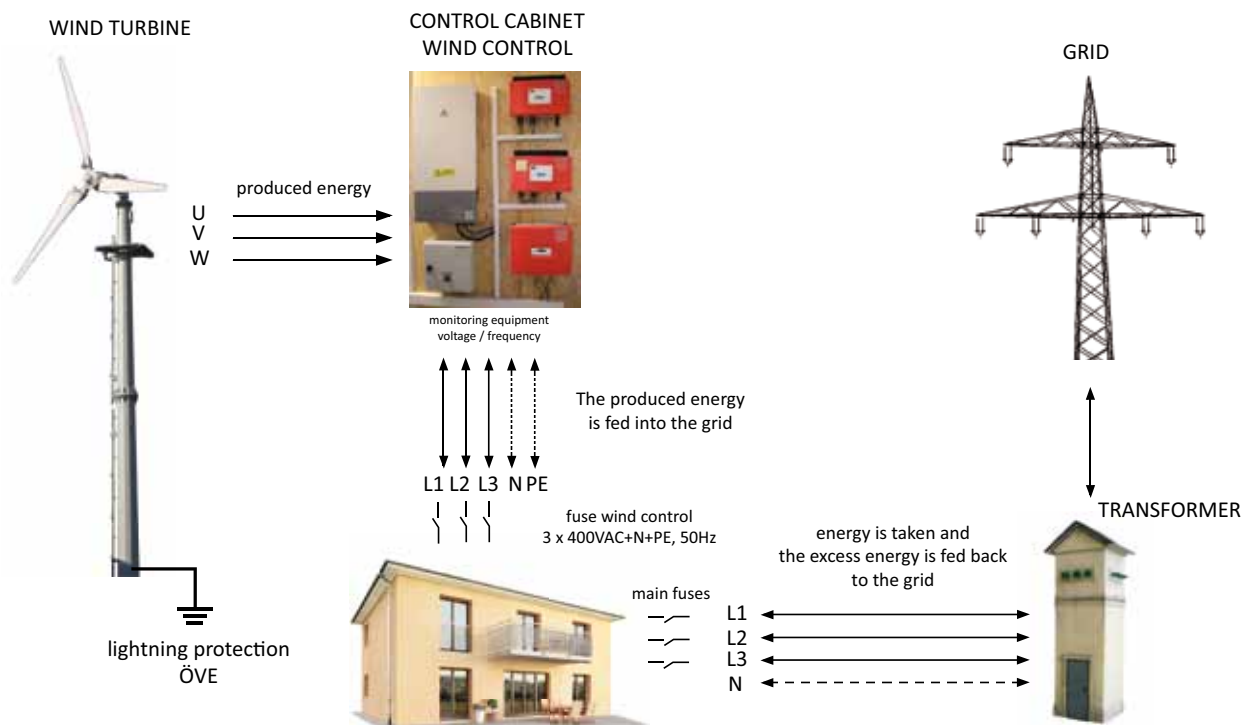 WIND TURBINE
CONTROL CABINET
WIND CONTROL
GRID
produced energy
U
V
W
monitoring equipment
voltage / frequency
The produced energy
is fed into the grid
L1 L2 L3 N PE
fuse wind control
3 x 400VAC+N+PE, 50Hz
TRANSFORMER
energy is taken and
the excess energy is fed back
to the grid
main fuses
L1
L2
L3
N
lightning protection
ÖVE